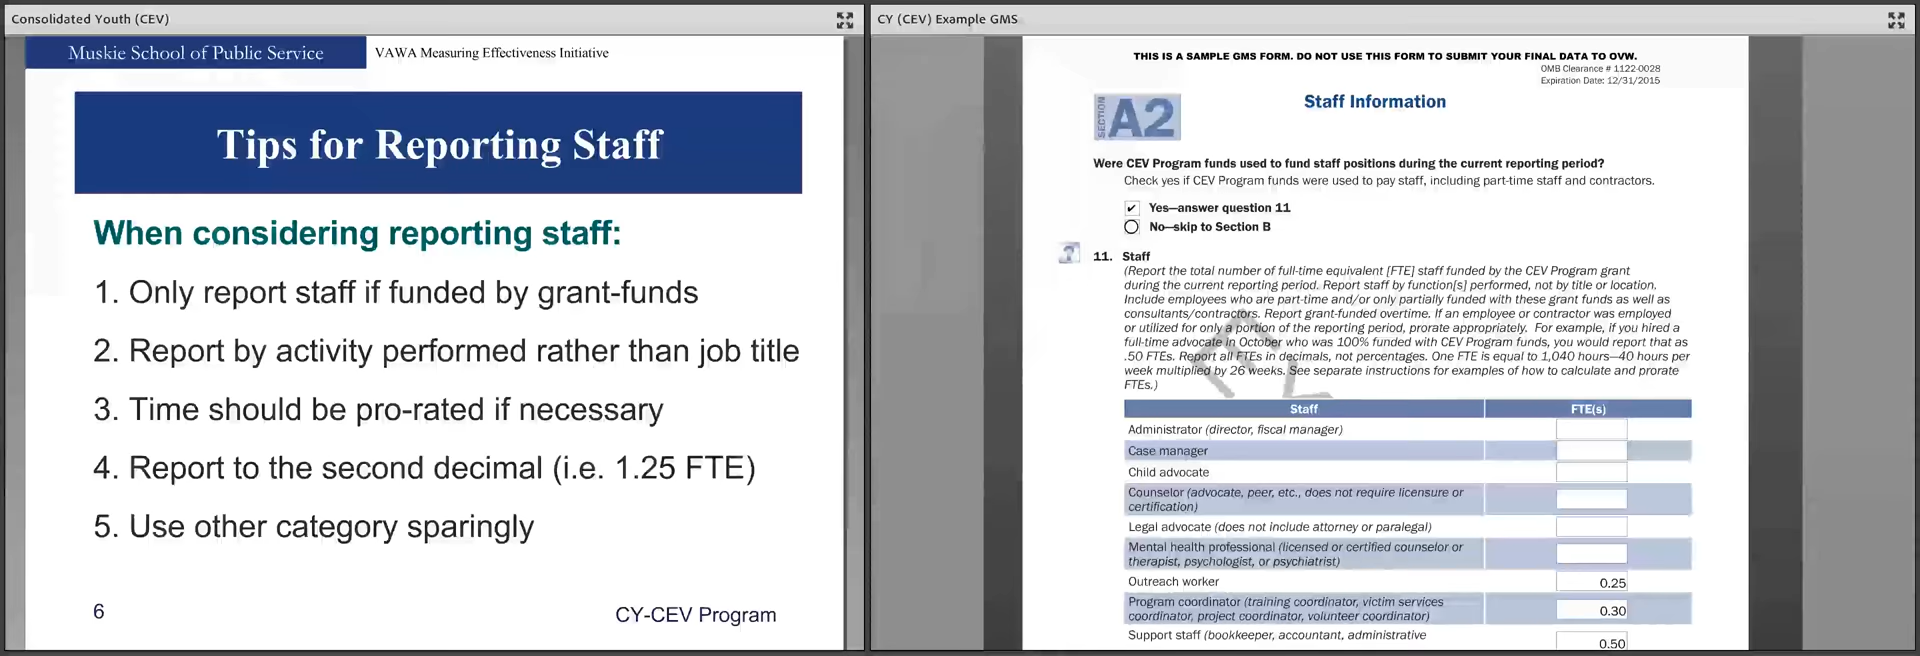 Consolidated Youth (CEV)
Muskie School of Public Service
VAWA Measuring Effectiveness Initiative
Tips for Reporting Staff
When considering reporting staff:
1. Only report staff if funded by grant-funds
2. Report by activity performed rather than job title
3. Time should be pro-rated if necessary
4. Report to the second decimal (i.e. 1.25 FTE)
5. Use other category sparingly
6
CY-CEV Program
CY (CEV) Example GMS
THIS IS A SAMPLE GMS FORM. DO NOT USE THIS FORM TO SUBMIT YOUR FINAL DATA TO OVW.
OMB Clearance # 1122-0028
Expiration Date: 12/31/2015
SECTION
A2
Staff Information
Were CEV Program funds used to fund staff positions during the current reporting period?
Check yes if CEV Program funds were used to pay staff, including part-time staff and contractors.
✔ Yes—answer question 11
No—skip to Section B
?
11. Staff
(Report the total number of full-time equivalent [FTE] staff funded by the CEV Program grant
during the current reporting period. Report staff by function[s] performed, not by title or location.
Include employees who are part-time and/or only partially funded with these grant funds as well as
consultants/contractors. Report grant-funded overtime. If an employee or contractor was employed
or utilized for only a portion of the reporting period, prorate appropriately. For example, if you hired a
full-time advocate in October who was 100% funded with CEV Program funds, you would report that as
.50 FTEs. Report all FTEs in decimals, not percentages. One FTE is equal to 1,040 hours—40 hours per
week multiplied by 26 weeks. See separate instructions for examples of how to calculate and prorate
FTEs.)
Staff FTE(s)
Administrator (director, fiscal manager)
Case manager
Child advocate
Counselor (advocate, peer, etc., does not require licensure or
certification)
Legal advocate (does not include attorney or paralegal)
Mental health professional (licensed or certified counselor or
therapist, psychologist, or psychiatrist)
Outreach worker 0.25
Program coordinator (training coordinator, victim services
coordinator, project coordinator, volunteer coordinator) 0.30
Support staff (bookkeeper, accountant, administrative
0.50